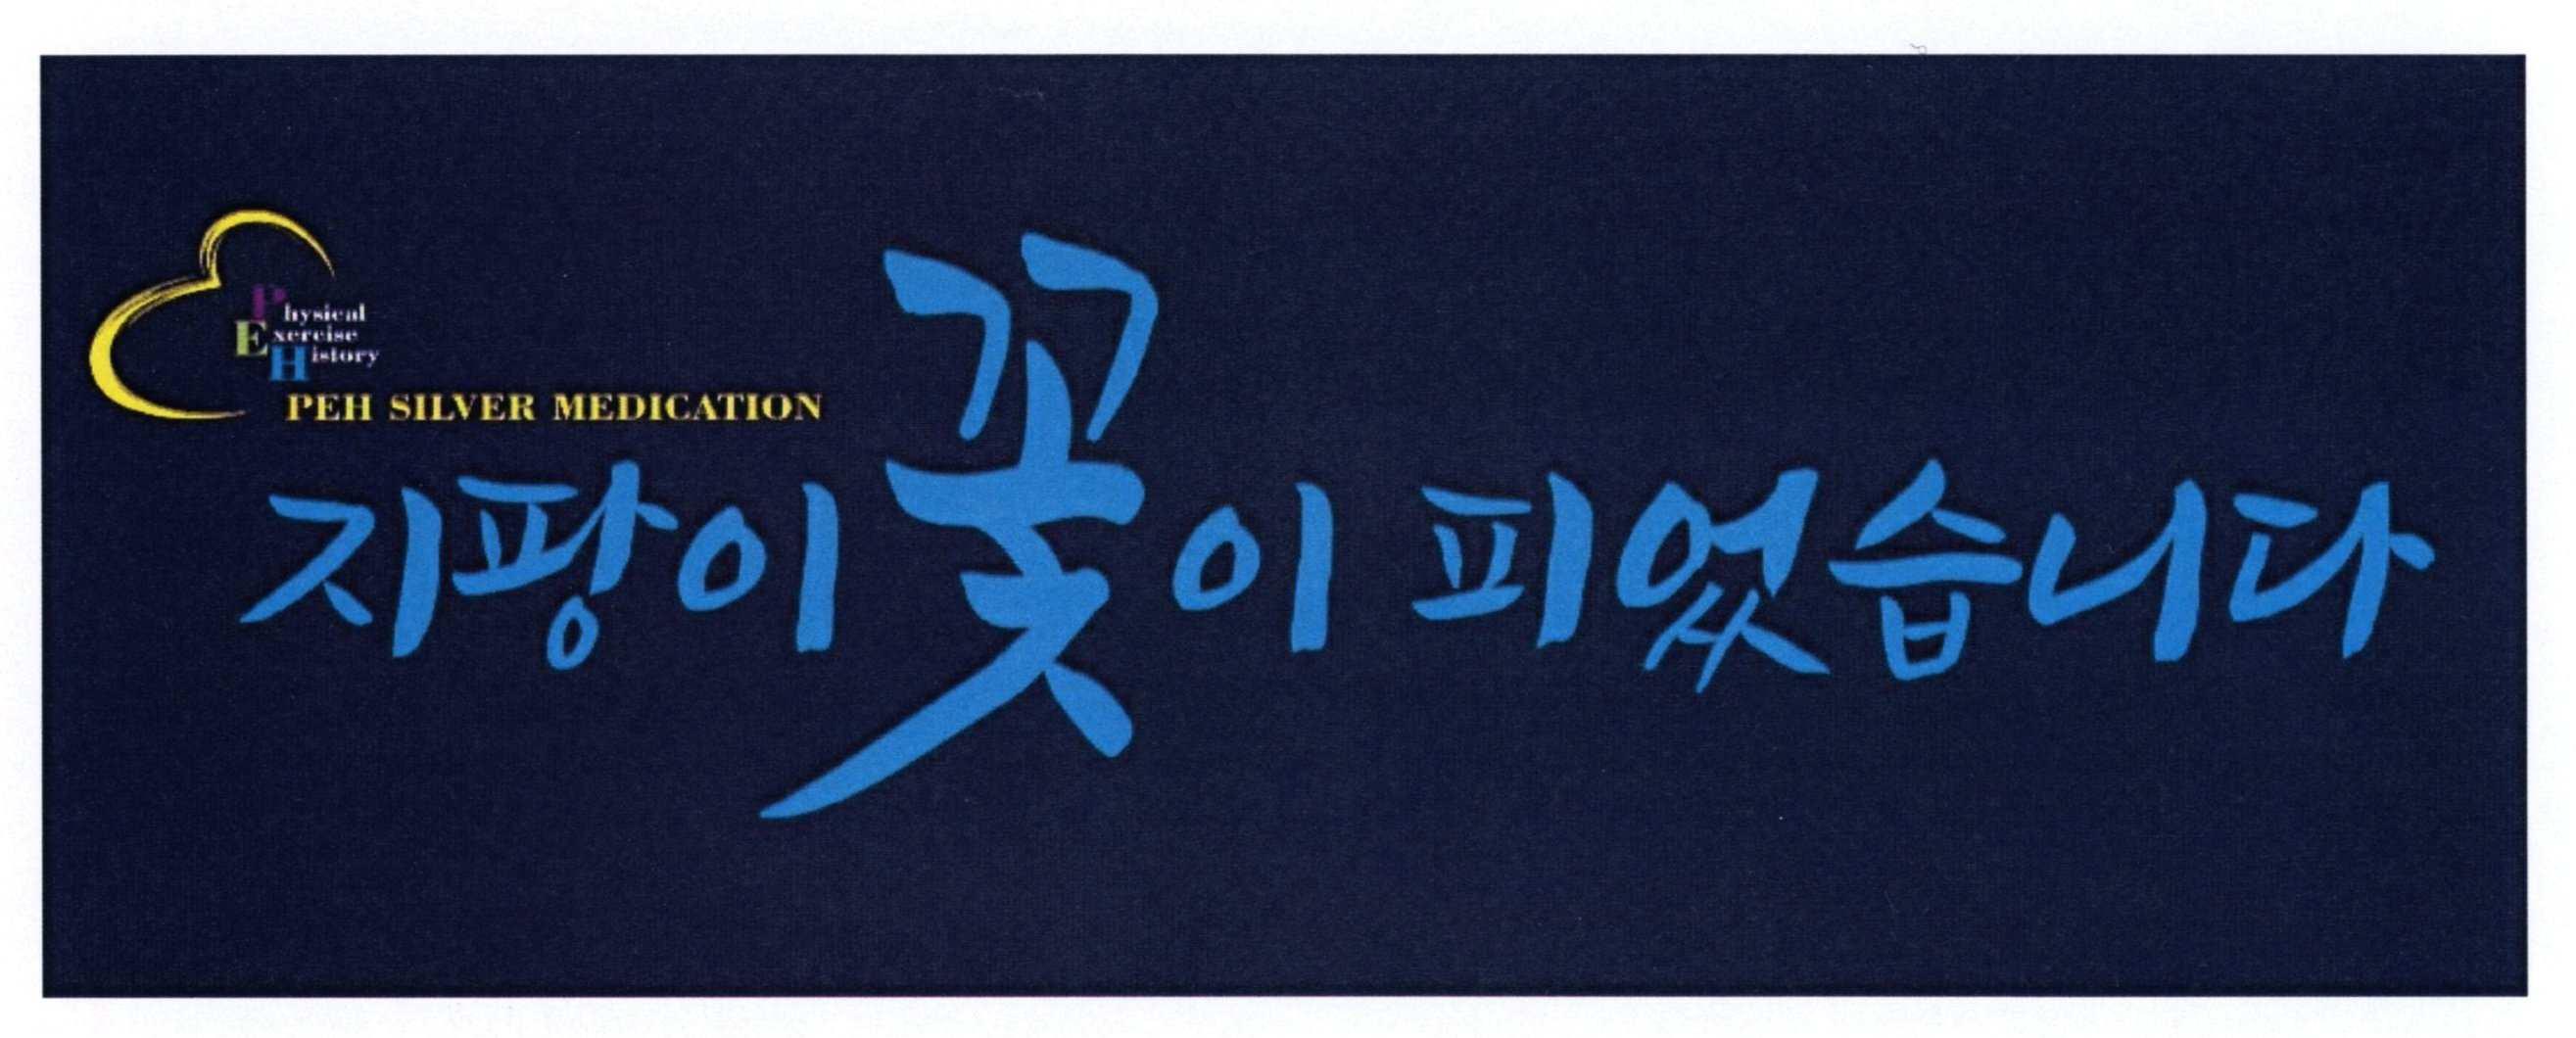 Physical
Exercise
History
PEH SILVER MEDICATION
지팡이 꽃이 피었습니다